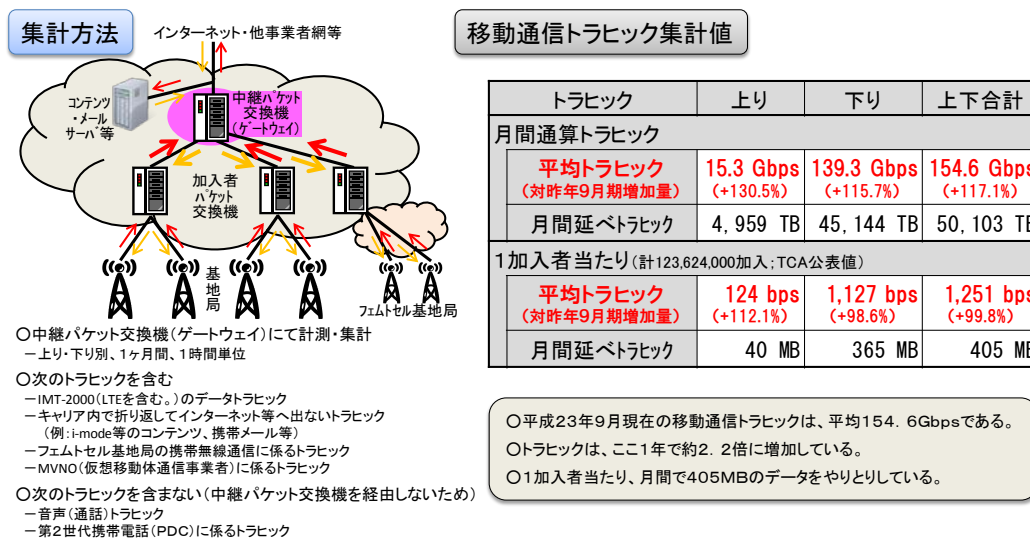 集計方法
インターネット・他事業者網等
コンテンツ
・メール
サーバ等
中継パケット
交換機
(ゲートウェイ)
加入者
パケット
交換機
基地局
フェムトセル基地局
○中継パケット交換機(ゲートウェイ)にて計測・集計
－上り・下り別、1ヶ月間、1時間単位
○次のトラヒックを含む
－IMT-2000(LTEを含む。)のデータトラヒック
－キャリア内で折り返してインターネット等へ出ないトラヒック
(例:i-mode等のコンテンツ、携帯メール等)
－フェムトセル基地局の携帯無線通信に係るトラヒック
－MVNO(仮想移動体通信事業者)に係るトラヒック
○次のトラヒックを含まない(中継パケット交換機を経由しないため)
－音声(通話)トラヒック
－第2世代携帯電話(PDC)に係るトラヒック
移動通信トラヒック集計値
トラヒック 上り 下り 上下合計
月間通算トラヒック
平均トラヒック 15.3 Gbps 139.3 Gbps 154.6 Gbps
(対昨年9月期増加量) (+130.5%) (+115.7%) (+117.1%)
月間延べトラヒック 4,959 TB 45,144 TB 50,103 TB
1加入者当たり(計123,624,000加入;TCA公表値)
平均トラヒック 124 bps 1,127 bps 1,251 bps
(対昨年9月期増加量) (+112.1%) (+98.6%) (+99.8%)
月間延べトラヒック 40 MB 365 MB 405 MB
○平成23年9月現在の移動通信トラヒックは、平均154.6Gbpsである。
○トラヒックは、ここ1年で約2.2倍に増加している。
○1加入者当たり、月間で405MBのデータをやりとりしている。